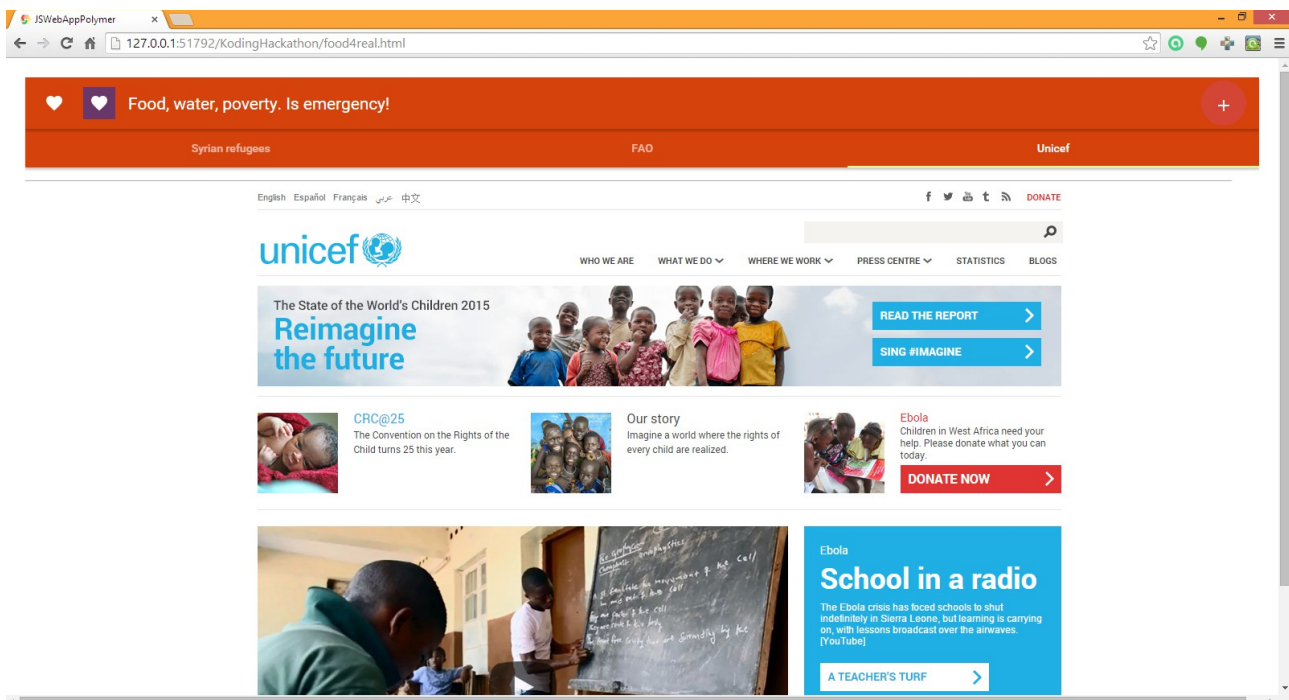 JSWebAppPolymer
127.0.0.1:51792/KodingHackathon/food4real.html
Food, water, poverty. Is emergency!
Syrian refugees FAO Unicef
English Español Français عربي 中文
DONATE
unicef
WHO WE ARE WHAT WE DO WHERE WE WORK PRESS CENTRE STATISTICS BLOGS
The State of the World's Children 2015
Reimagine
the future
READ THE REPORT
SING #IMAGINE
CRC@25
The Convention on the Rights of the
Child turns 25 this year.
Our story
Imagine a world where the rights of
every child are realized.
Ebola
Children in West Africa need your
help. Please donate what you can
today.
DONATE NOW
Ebola
School in a radio
The Ebola crisis has foced schools to shut
indefinitely in Sierra Leone, but learning is carrying
on, with lessons broadcast over the airwaves.
[YouTube]
A TEACHER'S TURF